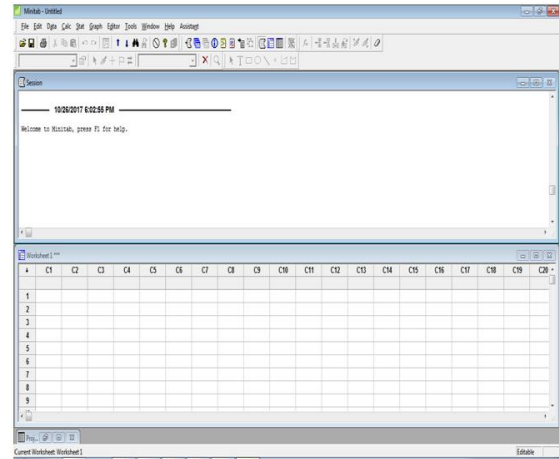 Minitab - Untitled
File Edit Data Calc Stat Graph Editor Tools Window Help Assistant
Session
10/26/2017 6:02:55 PM
Welcome to Minitab, press F1 for help.
Worksheet 1 ***
C1 C2 C3 C4 C5 C6 C7 C8 C9 C10 C11 C12 C13 C14 C15 C16 C17 C18 C19 C20
1
2
3
4
5
6
7
8
9
Proj...
Current Worksheet: Worksheet 1 Editable